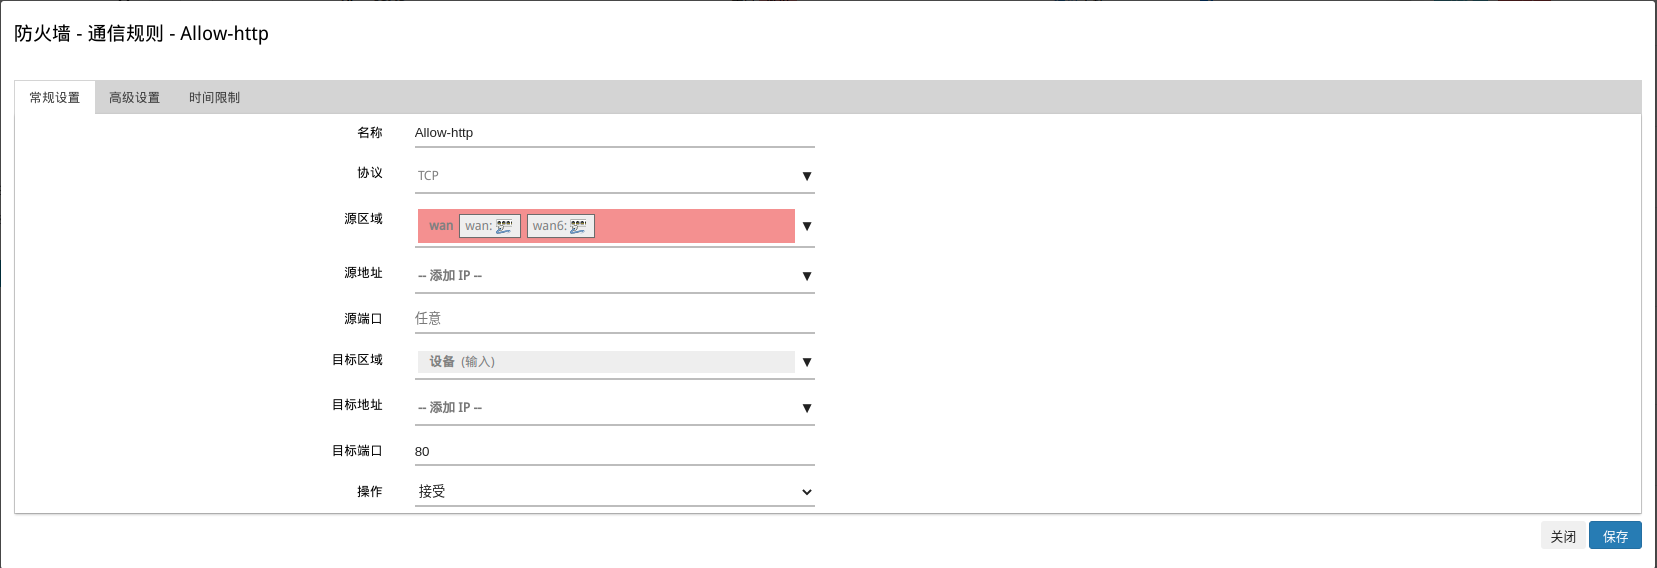 防火墙 - 通信规则 - Allow-http
常规设置 高级设置 时间限制
名称 Allow-http
协议 TCP
源区域 wan wan: wan6:
源地址 -- 添加 IP --
源端口 任意
目标区域 设备 (输入)
目标地址 -- 添加 IP --
目标端口 80
操作 接受
关闭 保存